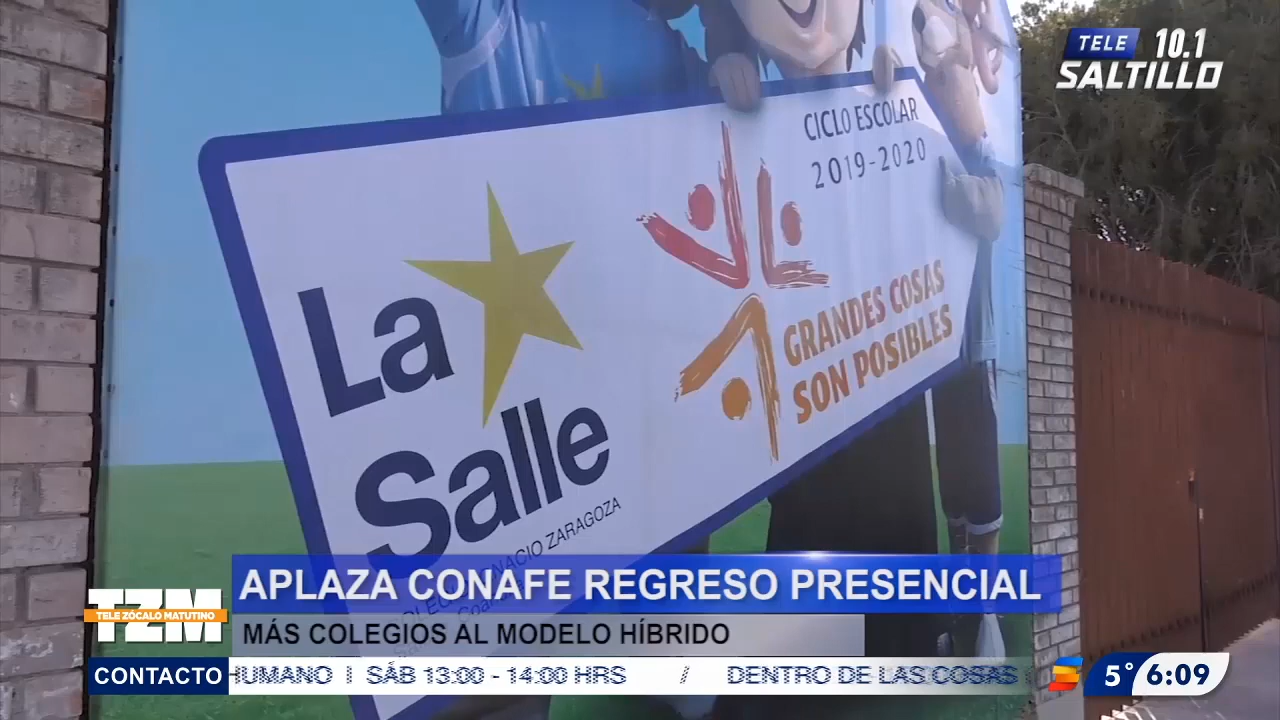 TELE 10.1
SALTILLO
CICLO ESCOLAR
2019-2020
La
Salle
GRANDES COSAS
SON POSIBLES
IGNACIO ZARAGOZA
APLAZA CONAFE REGRESO PRESENCIAL
TZM
TELE ZÓCALO MATUTINO
MÁS COLEGIOS AL MODELO HÍBRIDO
CONTACTO
HUMANO | SÁB 13:00 - 14:00 HRS / DENTRO DE LAS COSAS
5° 6:09